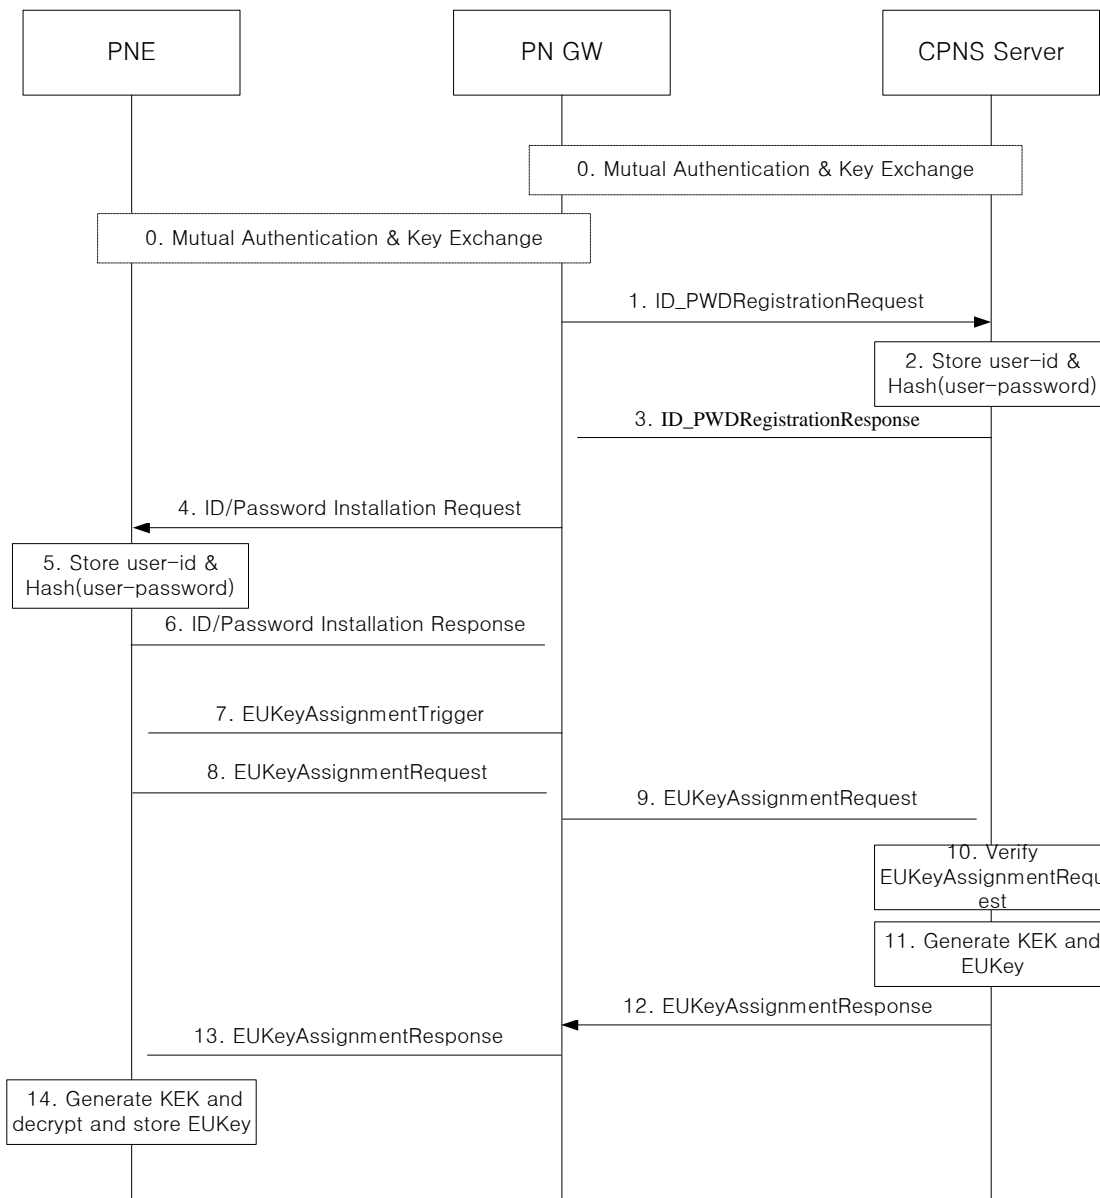 PNE
PN GW
CPNS Server
0. Mutual Authentication & Key Exchange
0. Mutual Authentication & Key Exchange
1. ID_PWDRegistrationRequest
2. Store user-id &
Hash(user-password)
3. ID_PWDRegistrationResponse
4. ID/Password Installation Request
5. Store user-id &
Hash(user-password)
6. ID/Password Installation Response
7. EUKeyAssignmentTrigger
8. EUKeyAssignmentRequest
9. EUKeyAssignmentRequest
10. Verify
EUKeyAssignmentRequ
est
11. Generate KEK and
EUKey
12. EUKeyAssignmentResponse
13. EUKeyAssignmentResponse
14. Generate KEK and
decrypt and store EUKey